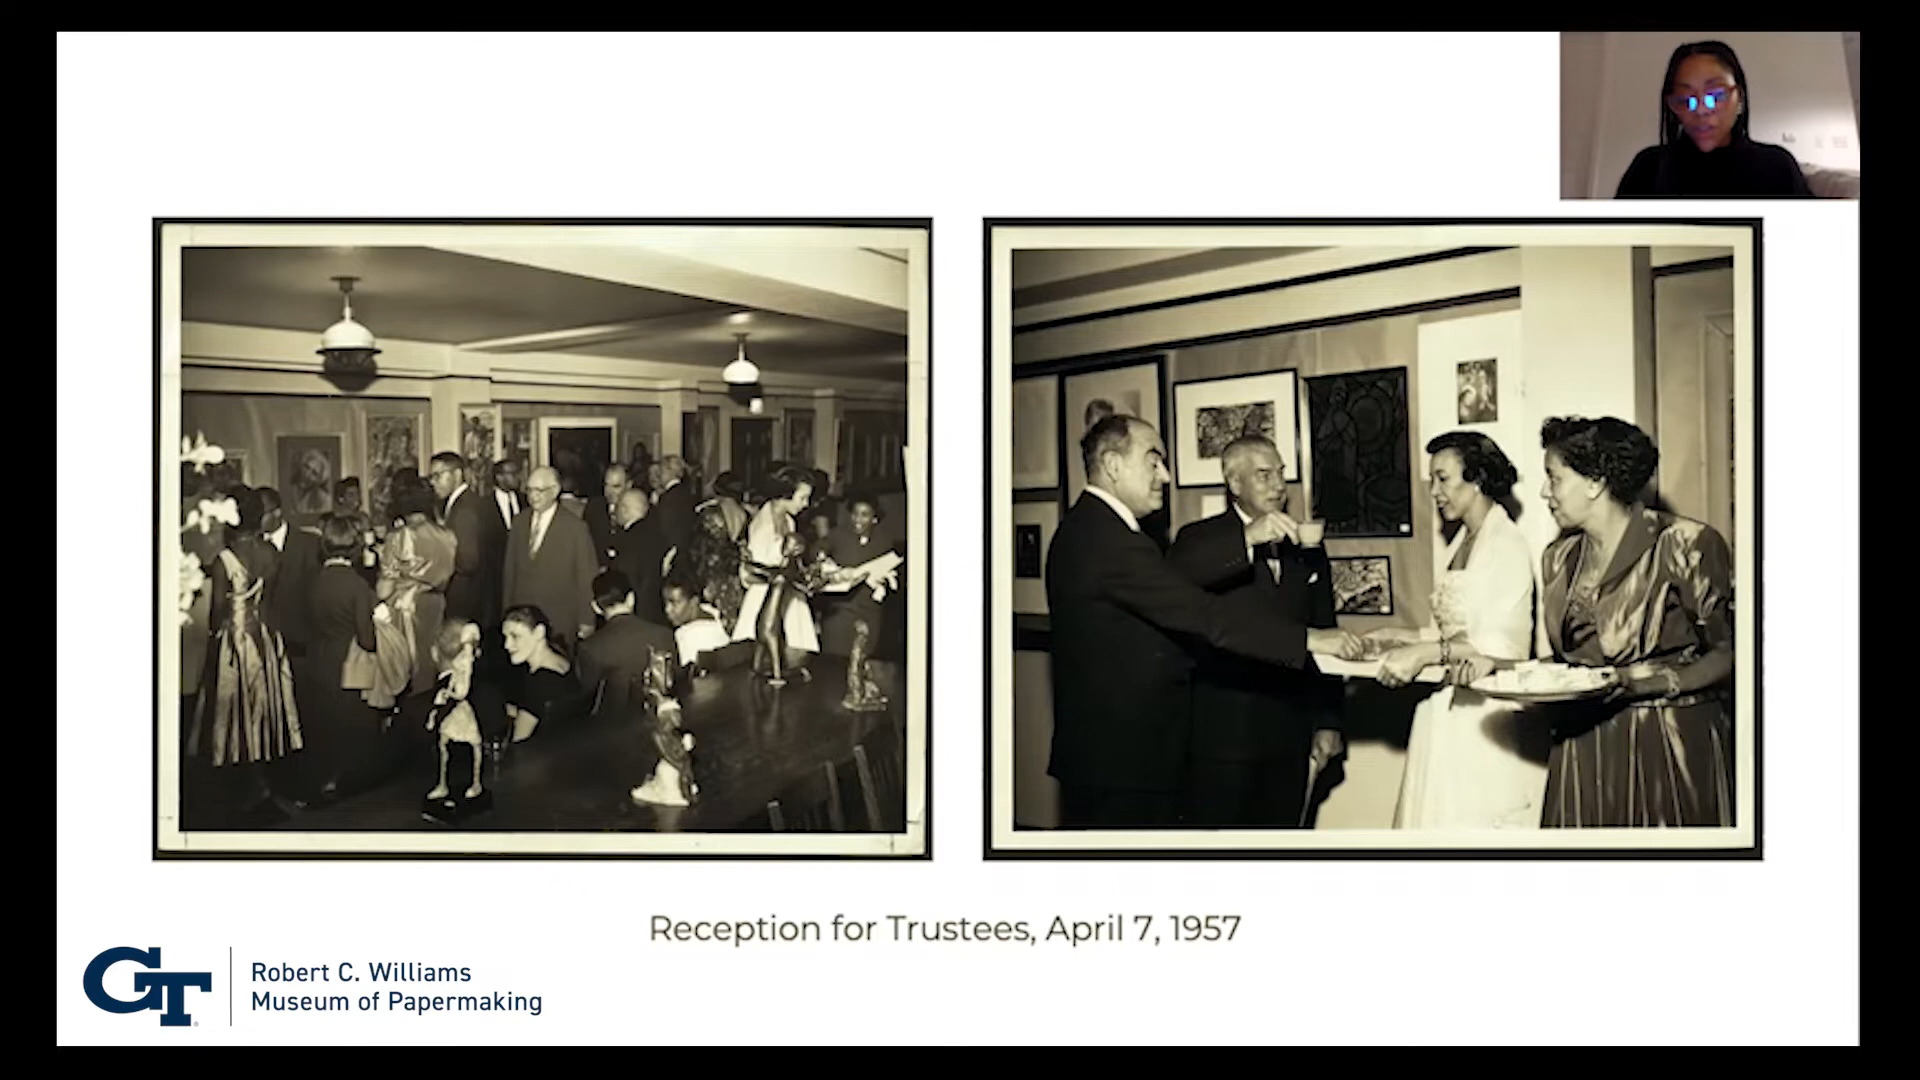 Reception for Trustees, April 7, 1957
GT
Robert C. Williams
Museum of Papermaking